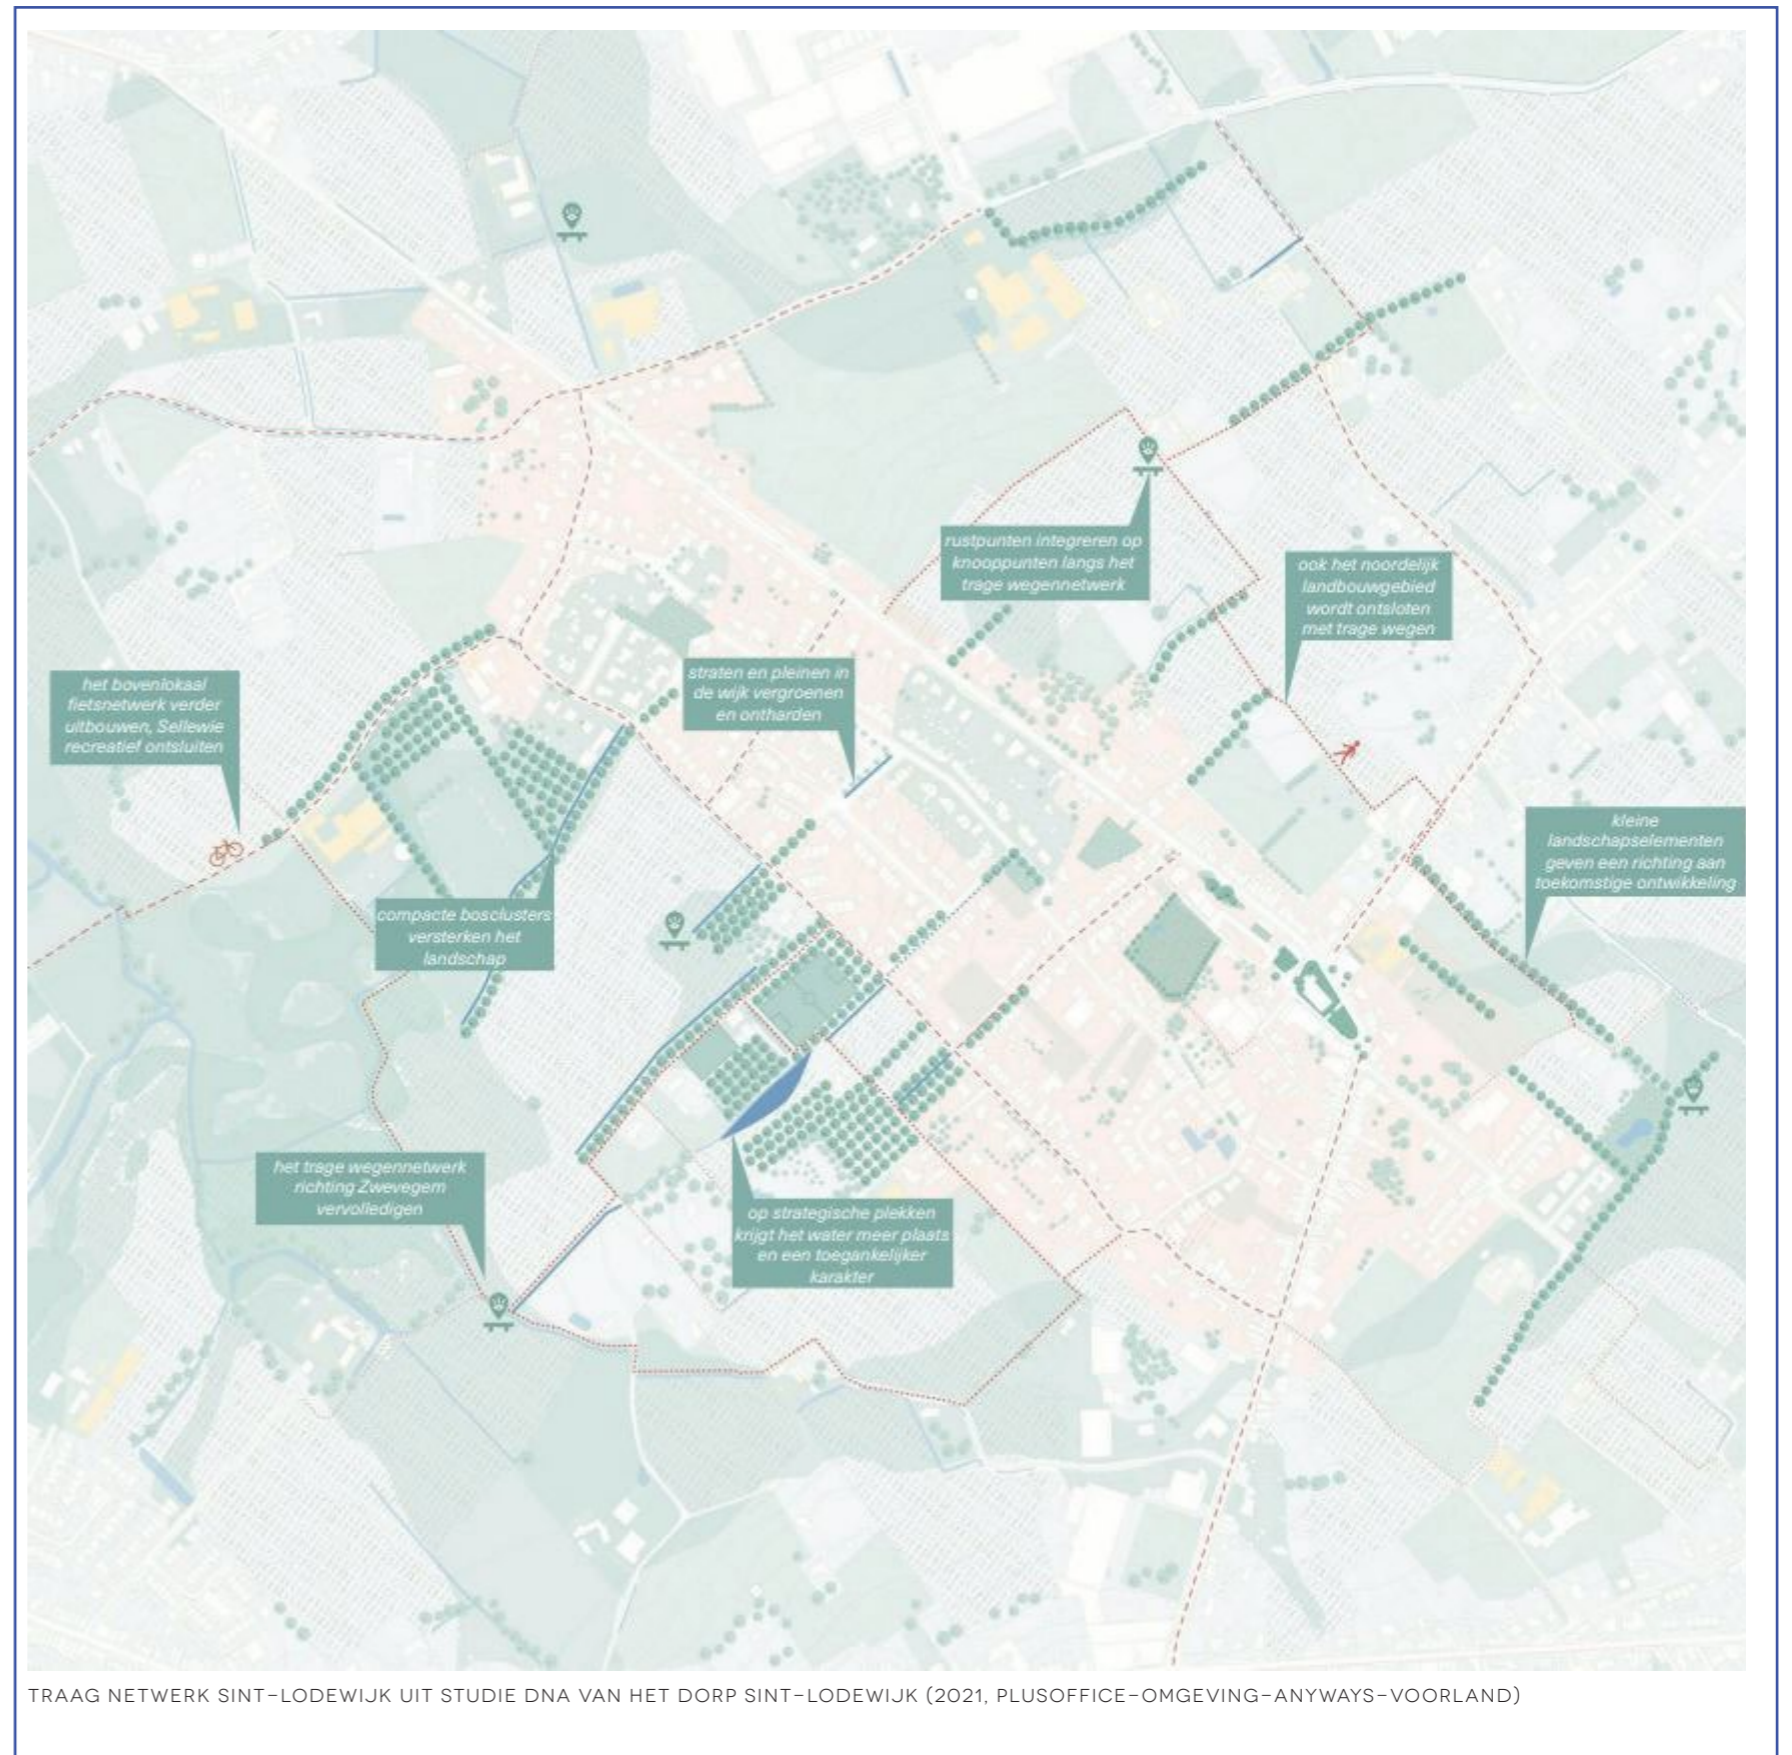 rustpunten integreren op
knooppunten langs het
trage wegennetwerk
ook het noordelijk
landbouwgebied
wordt ontsloten
met trage wegen
het bovenlokaal
fietsnetwerk verder
uitbouwen, Sellewie
recreatief ontsluiten
straten en pleinen in
de wijk vergroenen
en ontharden
kleine
landschapselementen
geven een richting aan
toekomstige ontwikkeling
compacte bosclusters
versterken het
landschap
het trage wegennetwerk
richting Zwevegem
vervolledigen
op strategische plekken
krijgt het water meer plaats
en een toegankelijker
karakter
TRAAG NETWERK SINT-LODEWIJK UIT STUDIE DNA VAN HET DORP SINT-LODEWIJK (2021, PLUSOFFICE-OMGEVING-ANYWAYS-VOORLAND)